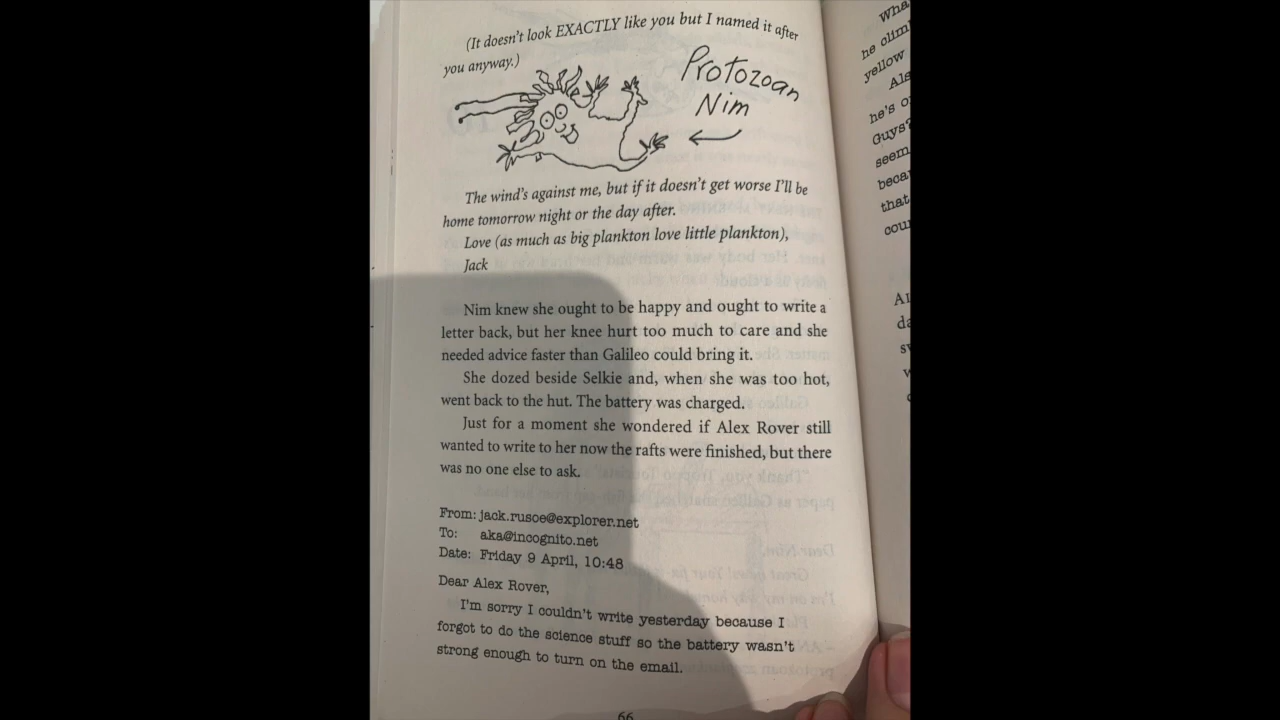 (It doesn't look EXACTLY like you but I named it after
you anyway.)
Protozoan
Nim
The wind's against me, but if it doesn't get worse I'll be
home tomorrow night or the day after.
Love (as much as big plankton love little plankton),
Jack
Nim knew she ought to be happy and ought to write a
letter back, but her knee hurt too much to care and she
needed advice faster than Galileo could bring it.
She dozed beside Selkie and, when she was too hot,
went back to the hut. The battery was charged.
Just for a moment she wondered if Alex Rover still
wanted to write to her now the rafts were finished, but there
was no one else to ask.
From: jack.rusoe@explorer.net
To: aka@incognito.net
Date: Friday 9 April, 10:48
Dear Alex Rover,
I'm sorry I couldn't write yesterday because I
forgot to do the science stuff so the battery wasn't
strong enough to turn on the email.
66
he
yellow
he's
Guys?
seem
that